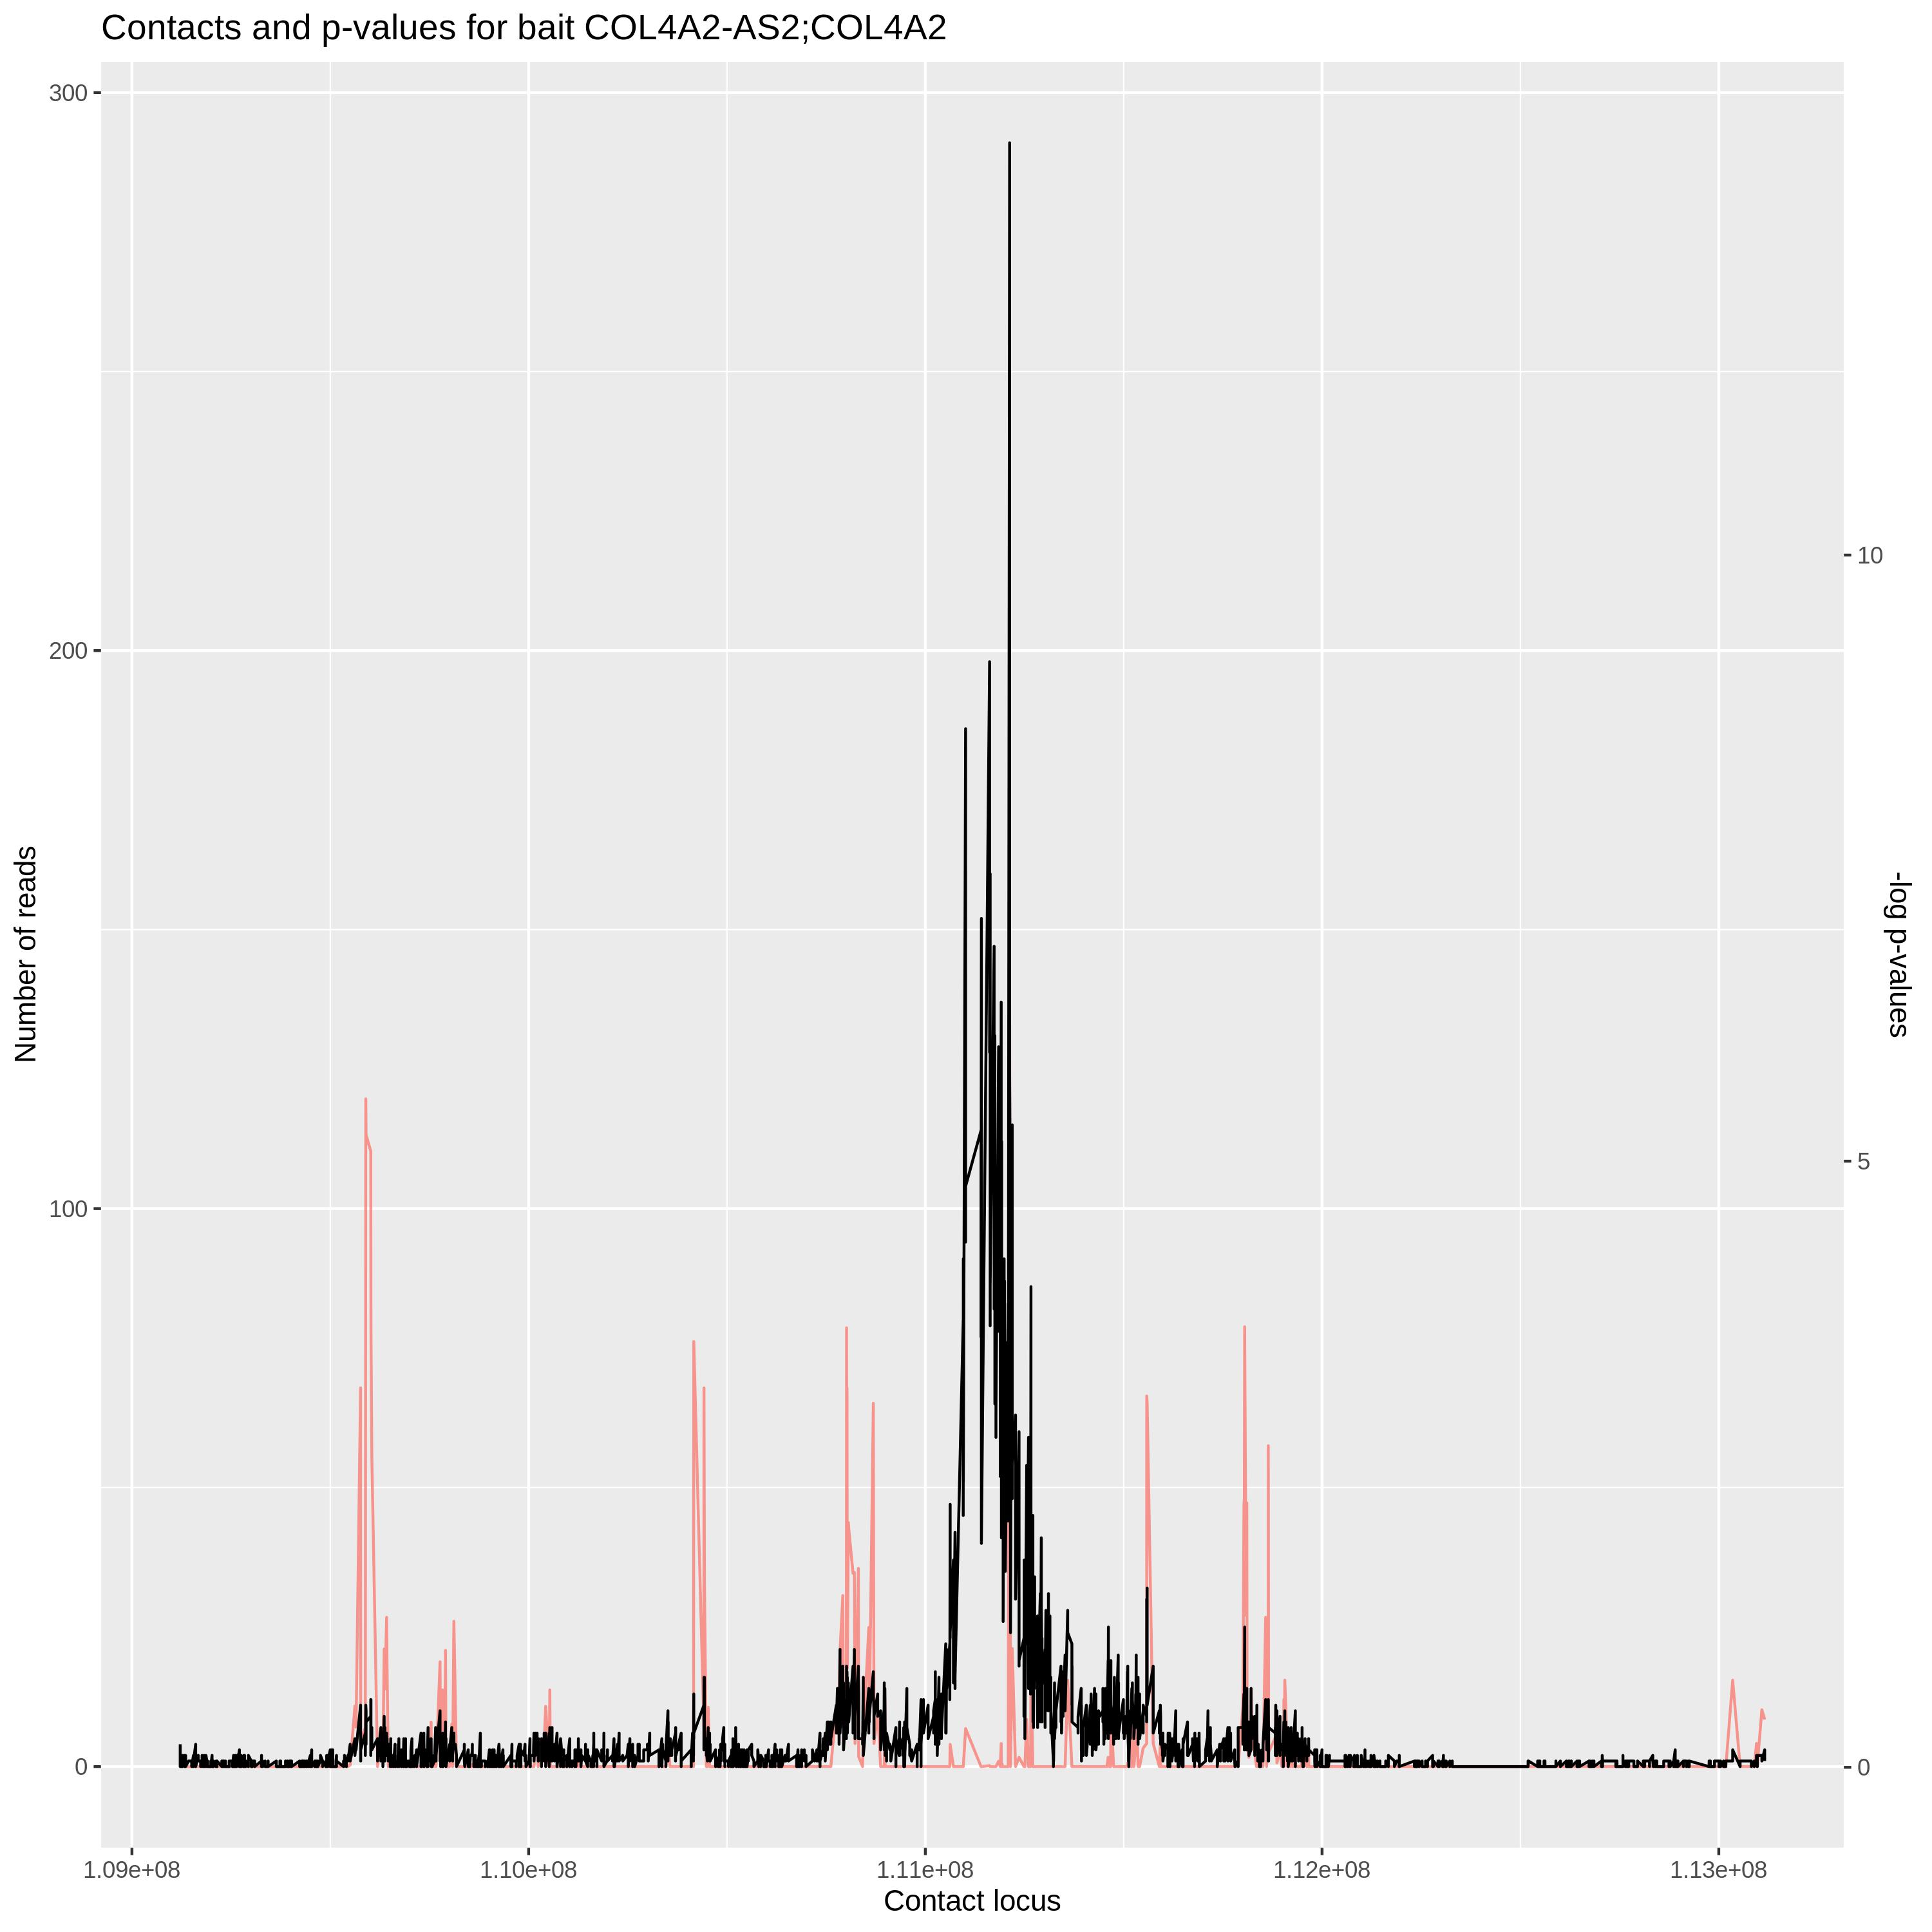 Contacts and p-values for bait COL4A2-AS2;COL4A2
300
200
100
0
Number of reads
10
5
0
-log p-values
1.09e+08 1.10e+08 1.11e+08 1.12e+08 1.13e+08
Contact locus